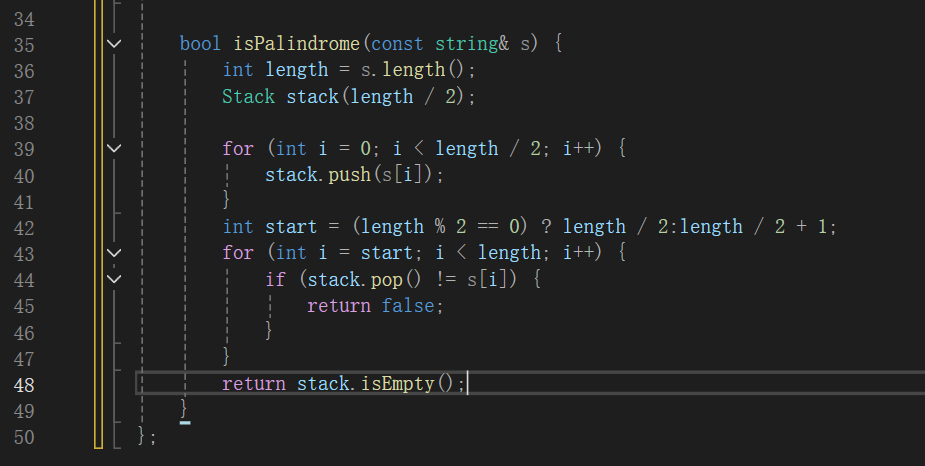 34
35 bool isPalindrome(const string& s) {
36 int length = s.length();
37 Stack stack(length / 2);
38
39 for (int i = 0; i < length / 2; i++) {
40 stack.push(s[i]);
41 }
42 int start = (length % 2 == 0) ? length / 2:length / 2 + 1;
43 for (int i = start; i < length; i++) {
44 if (stack.pop() != s[i]) {
45 return false;
46 }
47 }
48 return stack.isEmpty();
49 }
50 };